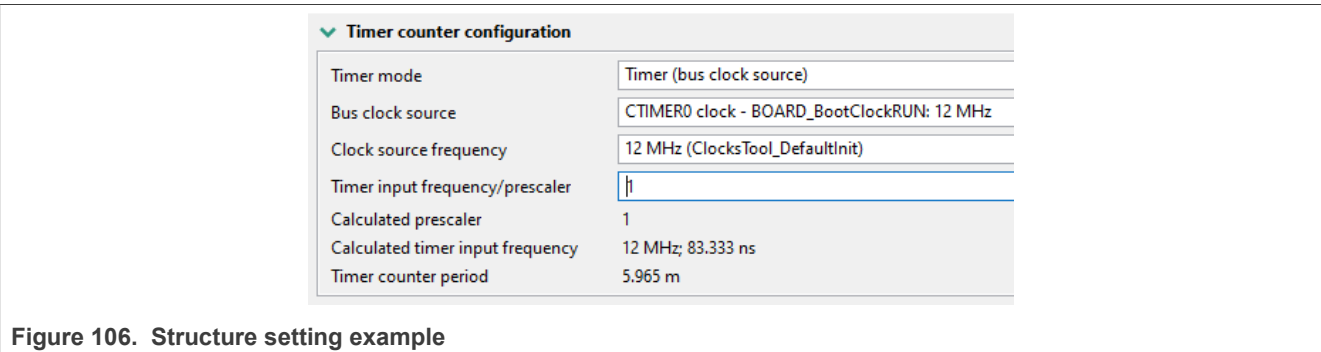 Timer counter configuration
Timer mode Timer (bus clock source)
Bus clock source CTIMER0 clock - BOARD_BootClockRUN: 12 MHz
Clock source frequency 12 MHz (ClocksTool_DefaultInit)
Timer input frequency/prescaler 1
Calculated prescaler 1
Calculated timer input frequency 12 MHz; 83.333 ns
Timer counter period 5.965 m
Figure 106. Structure setting example